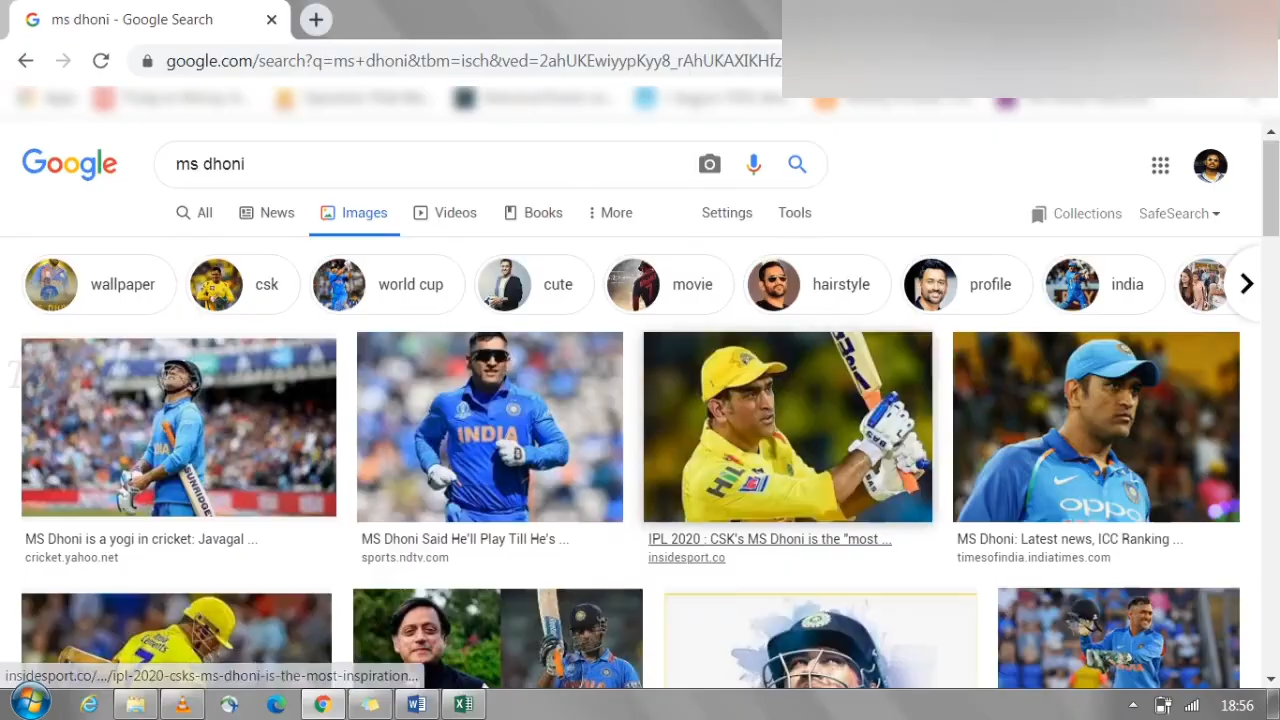 ms dhoni - Google Search
google.com/search?q=ms+dhoni&tbm=isch&ved=2ahUKEwiyypKyy8_rAhUKAXIKHfz
Google ms dhoni
All News Images Videos Books More Settings Tools Collections SafeSearch
wallpaper csk world cup cute movie hairstyle profile india
INDIA
HILL
oppo
SUNRIDGES
MS Dhoni is a yogi in cricket: Javagal ... MS Dhoni Said He'll Play Till He's ... IPL 2020 : CSK's MS Dhoni is the "most ... MS Dhoni: Latest news, ICC Ranking ...
cricket.yahoo.net sports.ndtv.com insidesport.co timesofindia.indiatimes.com
7
insidesport.co/.../ipl-2020-csks-ms-dhoni-is-the-most-inspiration...
18:56